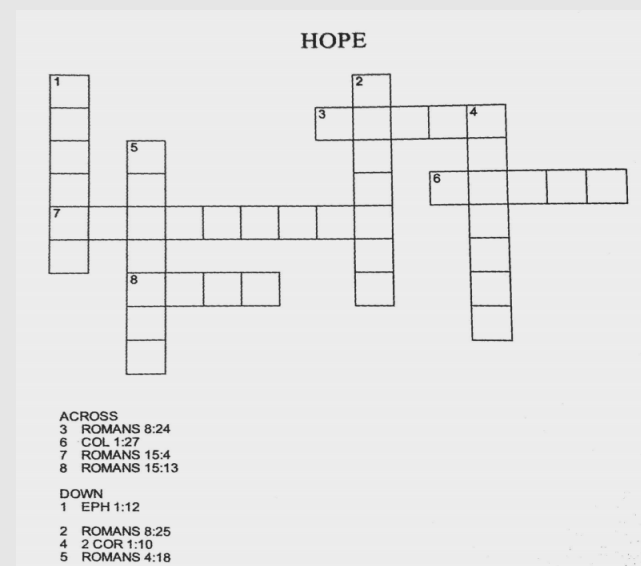 HOPE
1
2
3
4
5
6
7
8
ACROSS
3 ROMANS 8:24
6 COL 1:27
7 ROMANS 15:4
8 ROMANS 15:13
DOWN
1 EPH 1:12
2 ROMANS 8:25
4 2 COR 1:10
5 ROMANS 4:18